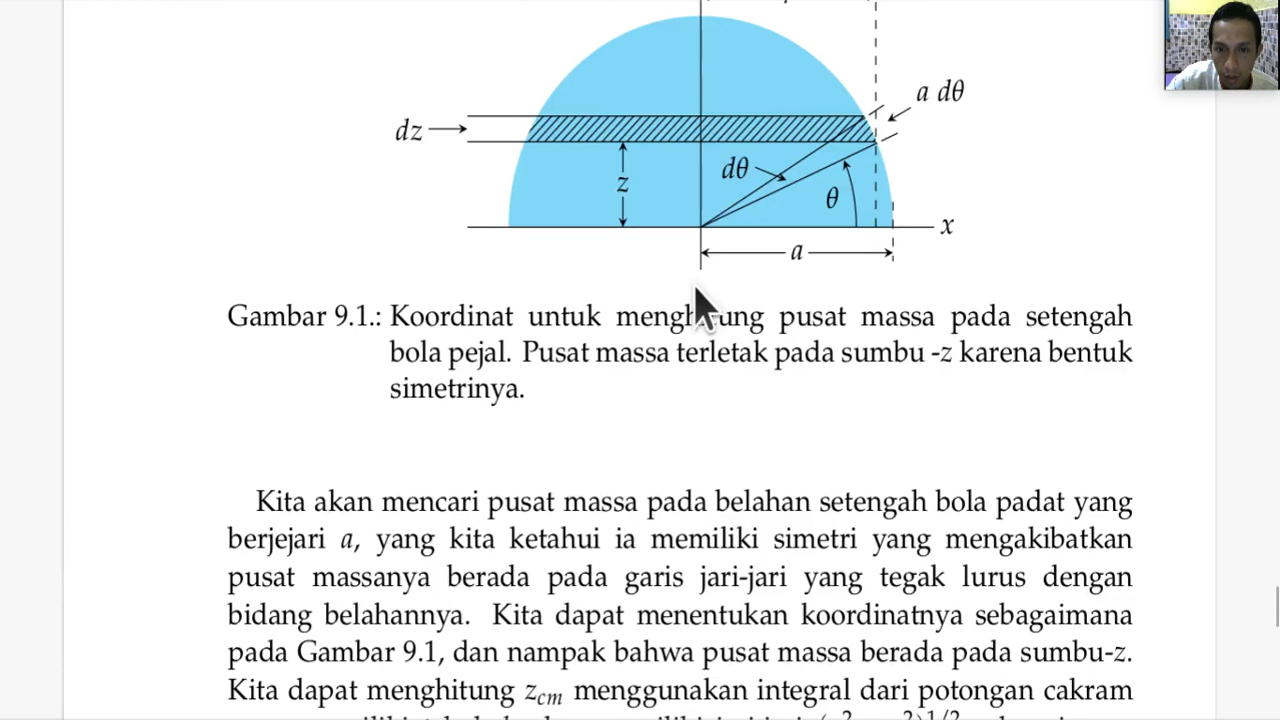 a dθ
dz
dθ
z
θ
x
a
Gambar 9.1.: Koordinat untuk menghitung pusat massa pada setengah
bola pejal. Pusat massa terletak pada sumbu -z karena bentuk
simetrinya.
Kita akan mencari pusat massa pada belahan setengah bola padat yang
berjejari a, yang kita ketahui ia memiliki simetri yang mengakibatkan
pusat massanya berada pada garis jari-jari yang tegak lurus dengan
bidang belahannya. Kita dapat menentukan koordinatnya sebagaimana
pada Gambar 9.1, dan nampak bahwa pusat massa berada pada sumbu-z.
Kita dapat menghitung z_cm menggunakan integral dari potongan cakram